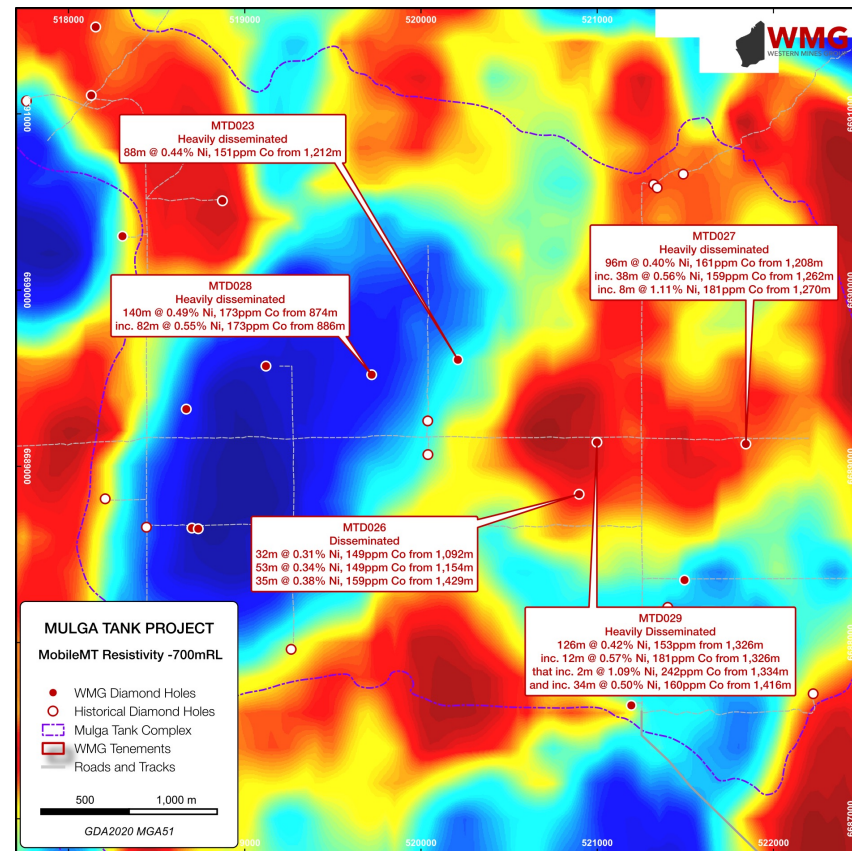 518000
519000
520000
521000
WMG
WESTERN MINES
6691000
6691000
MTD023
Heavily disseminated
88m @ 0.44% Ni, 151ppm Co from 1,212m
MTD027
Heavily disseminated
96m @ 0.40% Ni, 161ppm Co from 1,208m
inc. 38m @ 0.56% Ni, 159ppm Co from 1,262m
inc. 8m @ 1.11% Ni, 181ppm Co from 1,270m
6690000
6690000
MTD028
Heavily disseminated
140m @ 0.49% Ni, 173ppm Co from 874m
inc. 82m @ 0.55% Ni, 173ppm Co from 886m
6689000
6689000
MTD026
Disseminated
32m @ 0.31% Ni, 149ppm Co from 1,092m
53m @ 0.34% Ni, 149ppm Co from 1,154m
35m @ 0.38% Ni, 159ppm Co from 1,429m
MTD029
Heavily Disseminated
126m @ 0.42% Ni, 153ppm from 1,326m
inc. 12m @ 0.57% Ni, 181ppm Co from 1,326m
that inc. 2m @ 1.09% Ni, 242ppm Co from 1,334m
and inc. 34m @ 0.50% Ni, 160ppm Co from 1,416m
MULGA TANK PROJECT
MobileMT Resistivity -700mRL
WMG Diamond Holes
Historical Diamond Holes
Mulga Tank Complex
WMG Tenements
Roads and Tracks
500 1,000 m
GDA2020 MGA51
6687000
520000
521000
522000